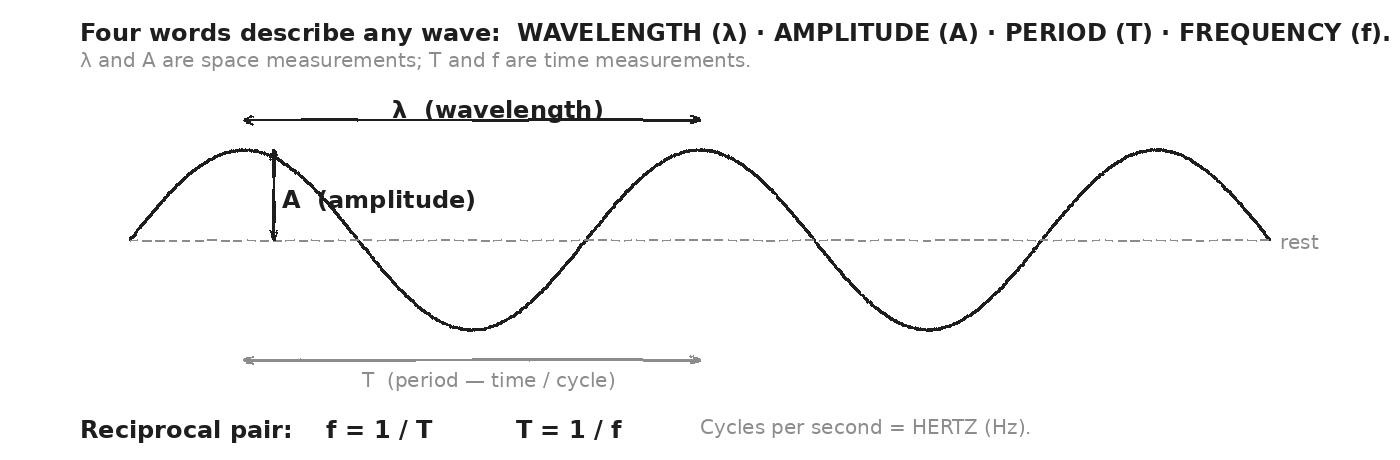 Four words describe any wave:  WAVELENGTH (λ) · AMPLITUDE (A) · PERIOD (T) · FREQUENCY (f).
λ and A are space measurements; T and f are time measurements.
λ  (wavelength)
A  (amplitude)
rest
T  (period — time / cycle)
Reciprocal pair:    f = 1 / T    T = 1 / f    Cycles per second = HERTZ (Hz).